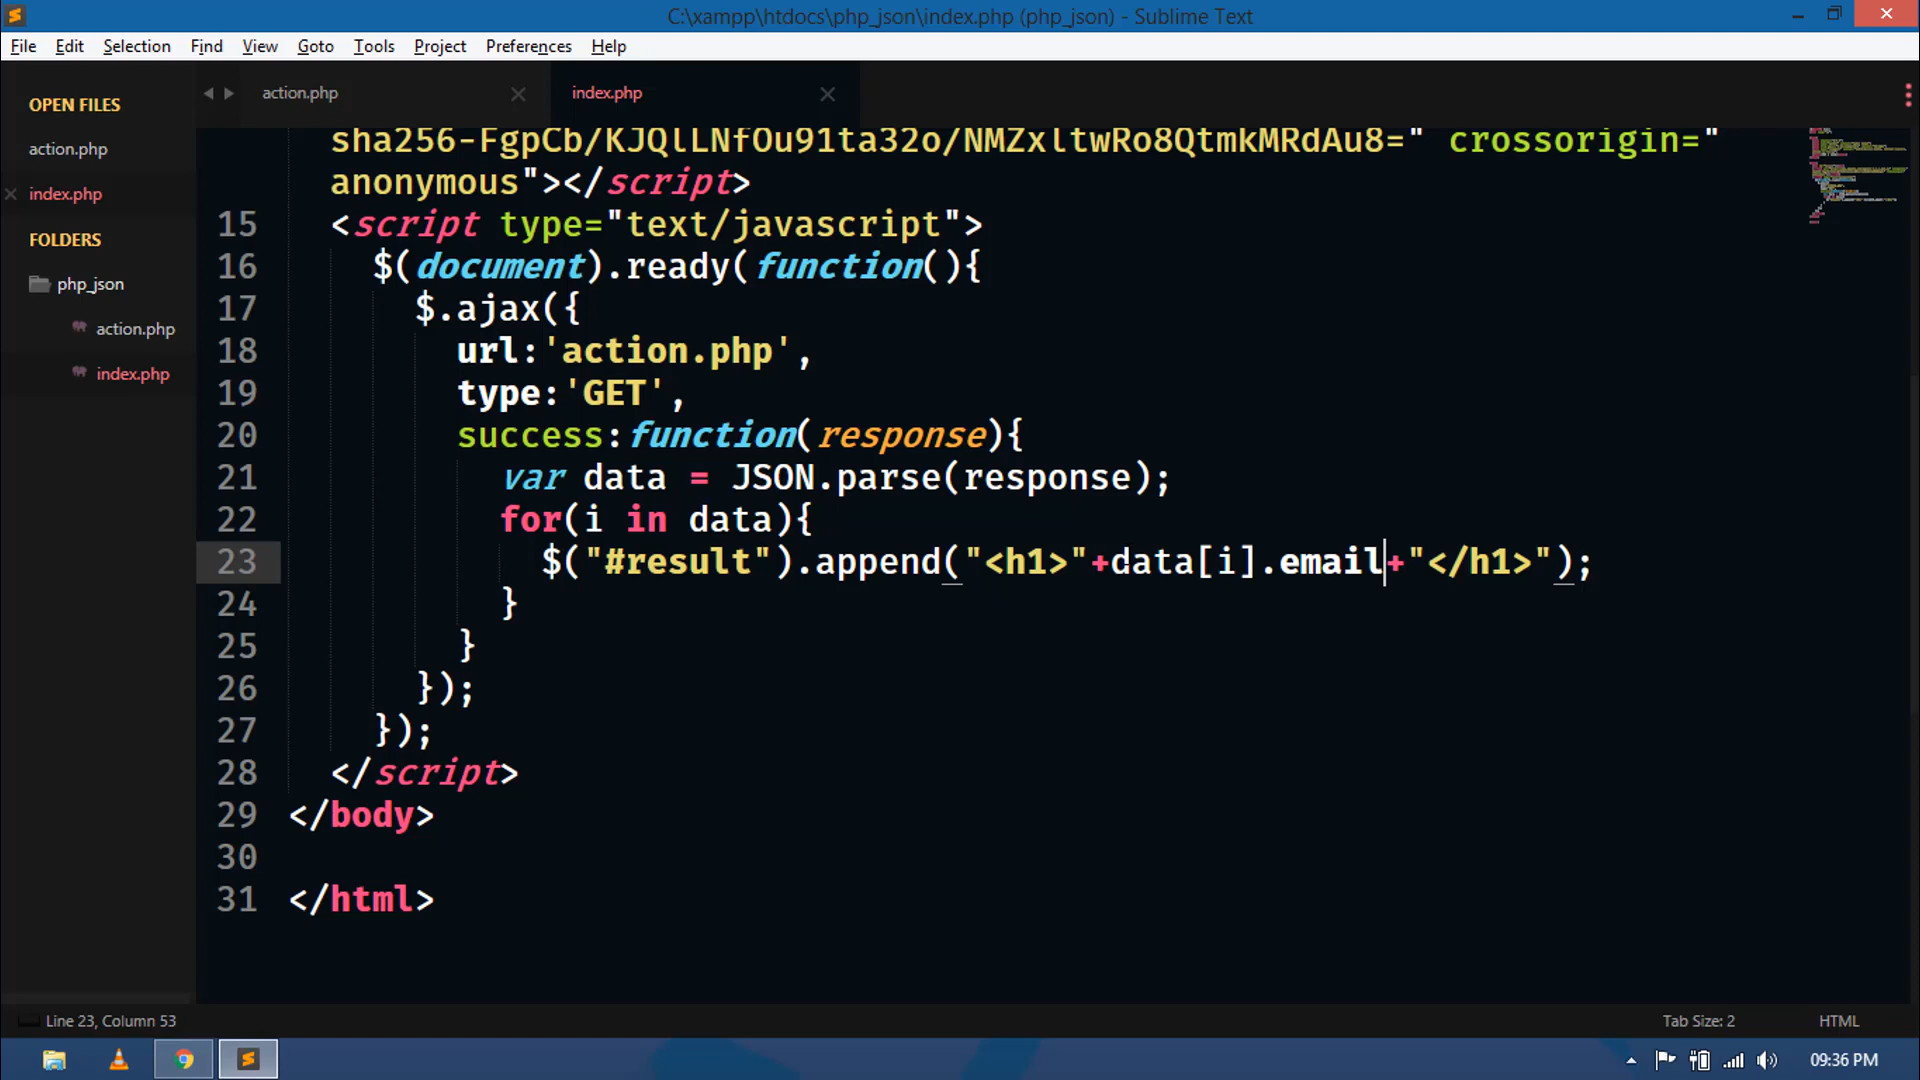 C:\xampp\htdocs\php_json\index.php (php_json) - Sublime Text
File Edit Selection Find View Goto Tools Project Preferences Help
OPEN FILES
action.php
index.php
FOLDERS
php_json
action.php
index.php
action.php index.php
sha256-FgpCb/KJQlLNfOu91ta32o/NMZxltwRo8QtmkMRdAu8=" crossorigin="
anonymous"></script>
15 <script type="text/javascript">
16 $(document).ready(function(){
17 $.ajax({
18 url:'action.php',
19 type:'GET',
20 success:function(response){
21 var data = JSON.parse(response);
22 for(i in data){
23 $("#result").append("<h1>"+data[i].email+"</h1>");
24 }
25 }
26 });
27 });
28 </script>
29 </body>
30
31 </html>
Line 23, Column 53 Tab Size: 2 HTML
09:36 PM